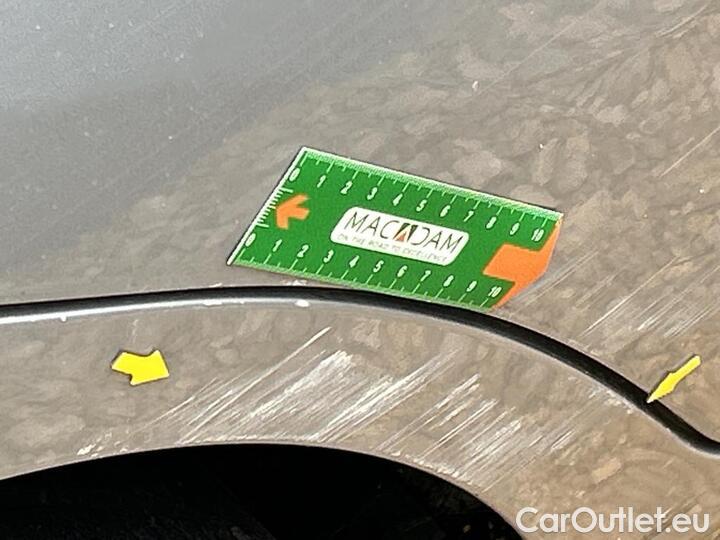 0 1 2 3 4 5 6 7 8 9 10
MACADAM
ON THE ROAD TO EXCELLENCE
0 1 2 3 4 5 6 7 8 9 10
CarOutlet.eu